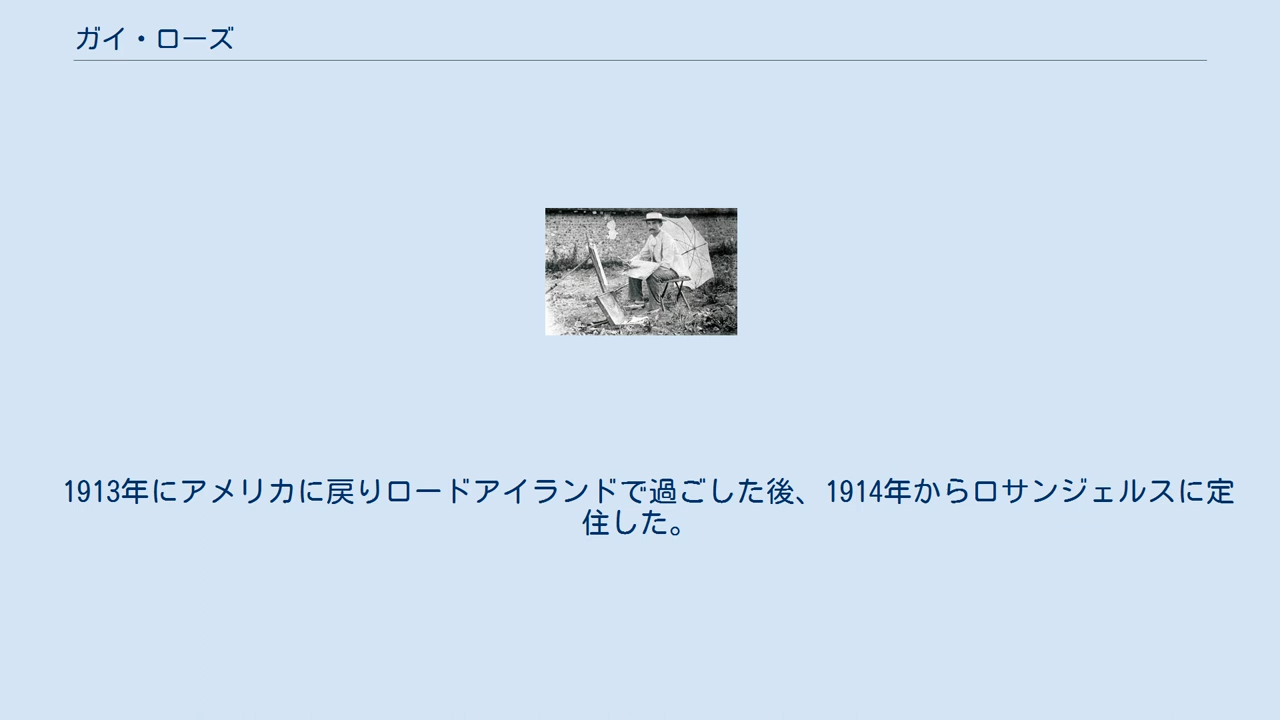 ガイ・ローズ
1913年にアメリカに戻りロードアイランドで過ごした後、1914年からロサンジェルスに定
住した。